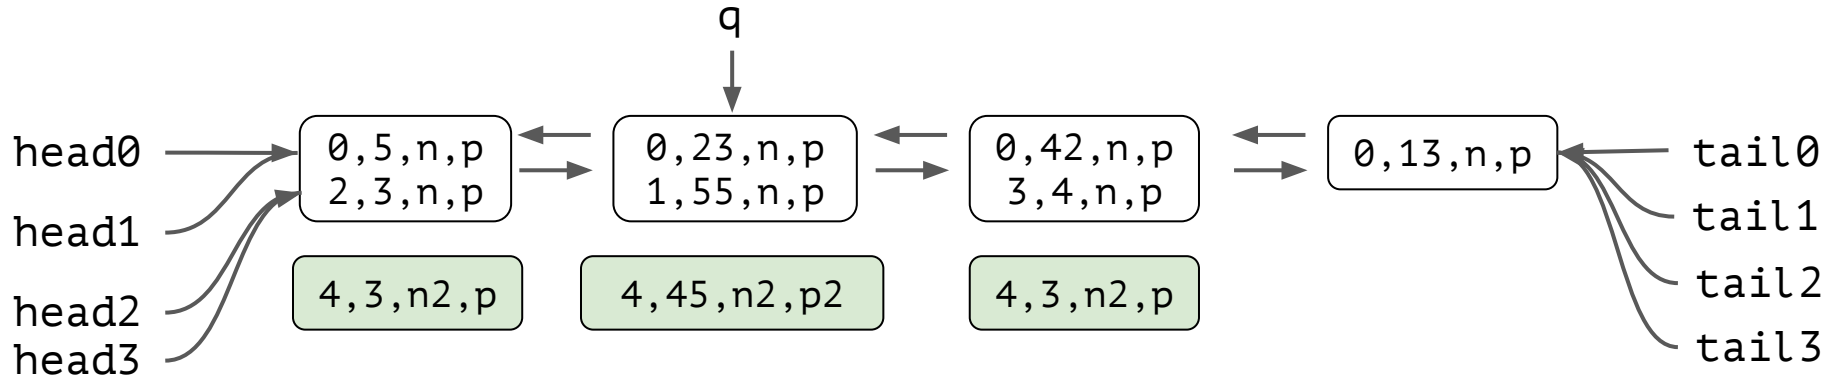 q
head0
head1
head2
head3
0,5,n,p
2,3,n,p
4,3,n2,p
0,23,n,p
1,55,n,p
4,45,n2,p2
0,42,n,p
3,4,n,p
4,3,n2,p
0,13,n,p
tail0
tail1
tail2
tail3